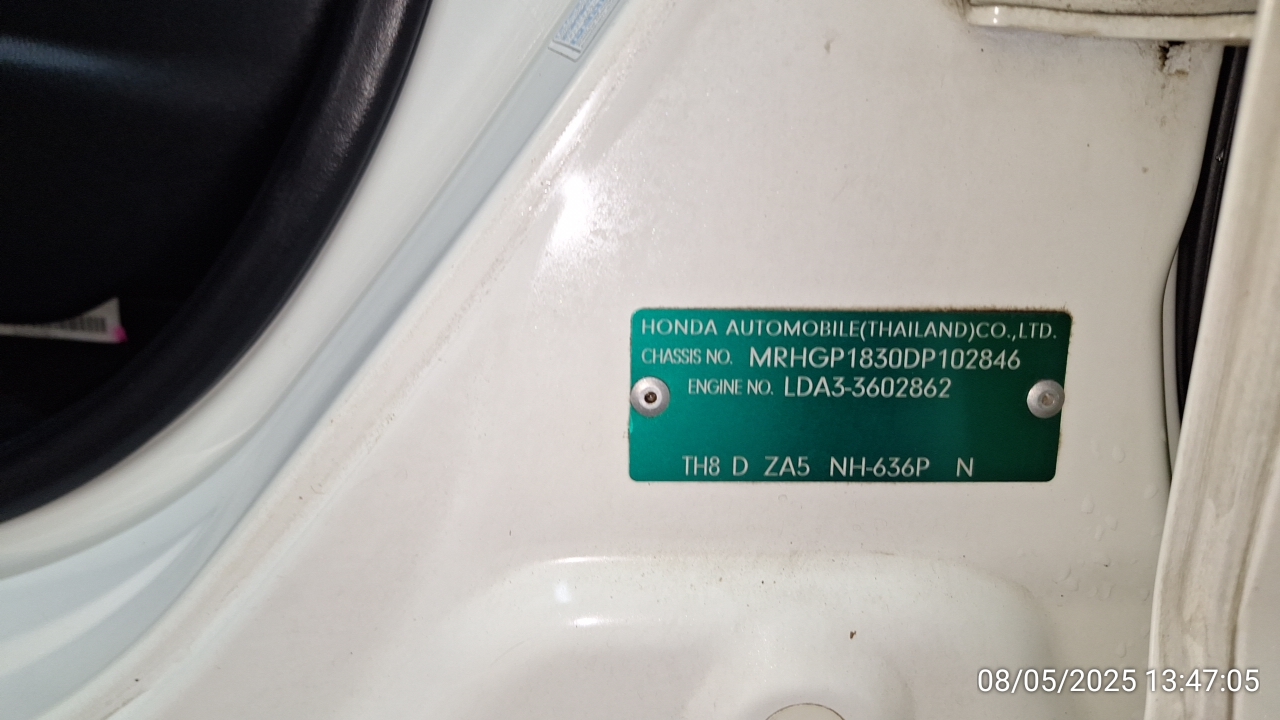 HONDA AUTOMOBILE(THAILAND)CO.,LTD.
CHASSIS NO. MRHGP1830DP102846
ENGINE NO. LDA3-3602862
TH8 D ZA5 NH-636P N
08/05/2025 13:47:05